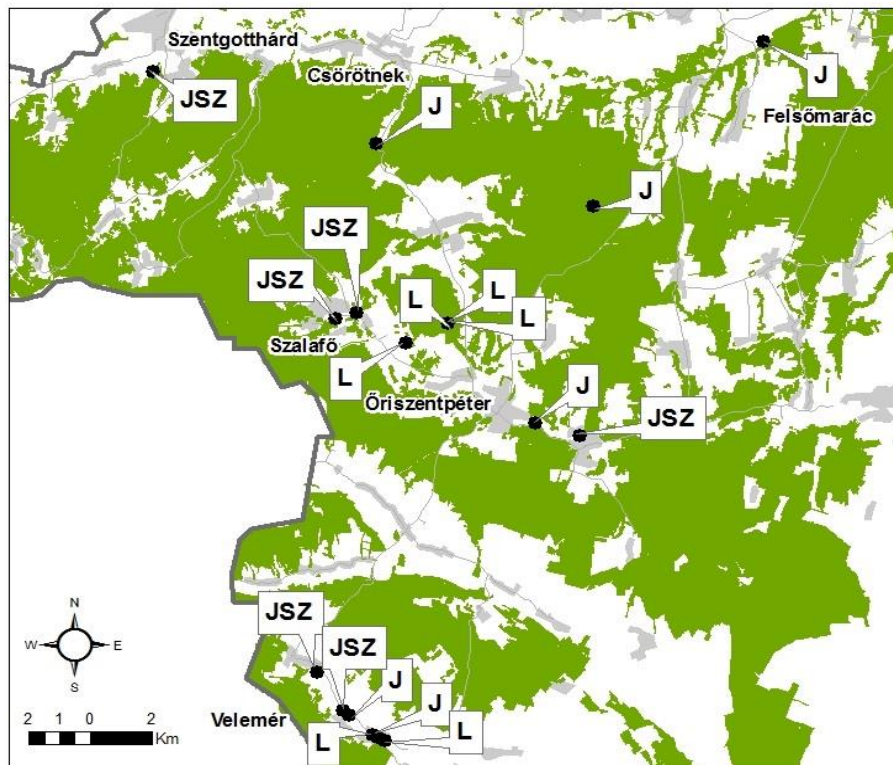 Szentgotthárd
Csörötnek
J
JSZ
J
Felsőmarác
J
JSZ
JSZ
L
L
L
Szalafő
L
Őriszentpéter
J
JSZ
JSZ
JSZ
J
J
Velemér
L
L
N
W E
S
2 1 0 2
Km